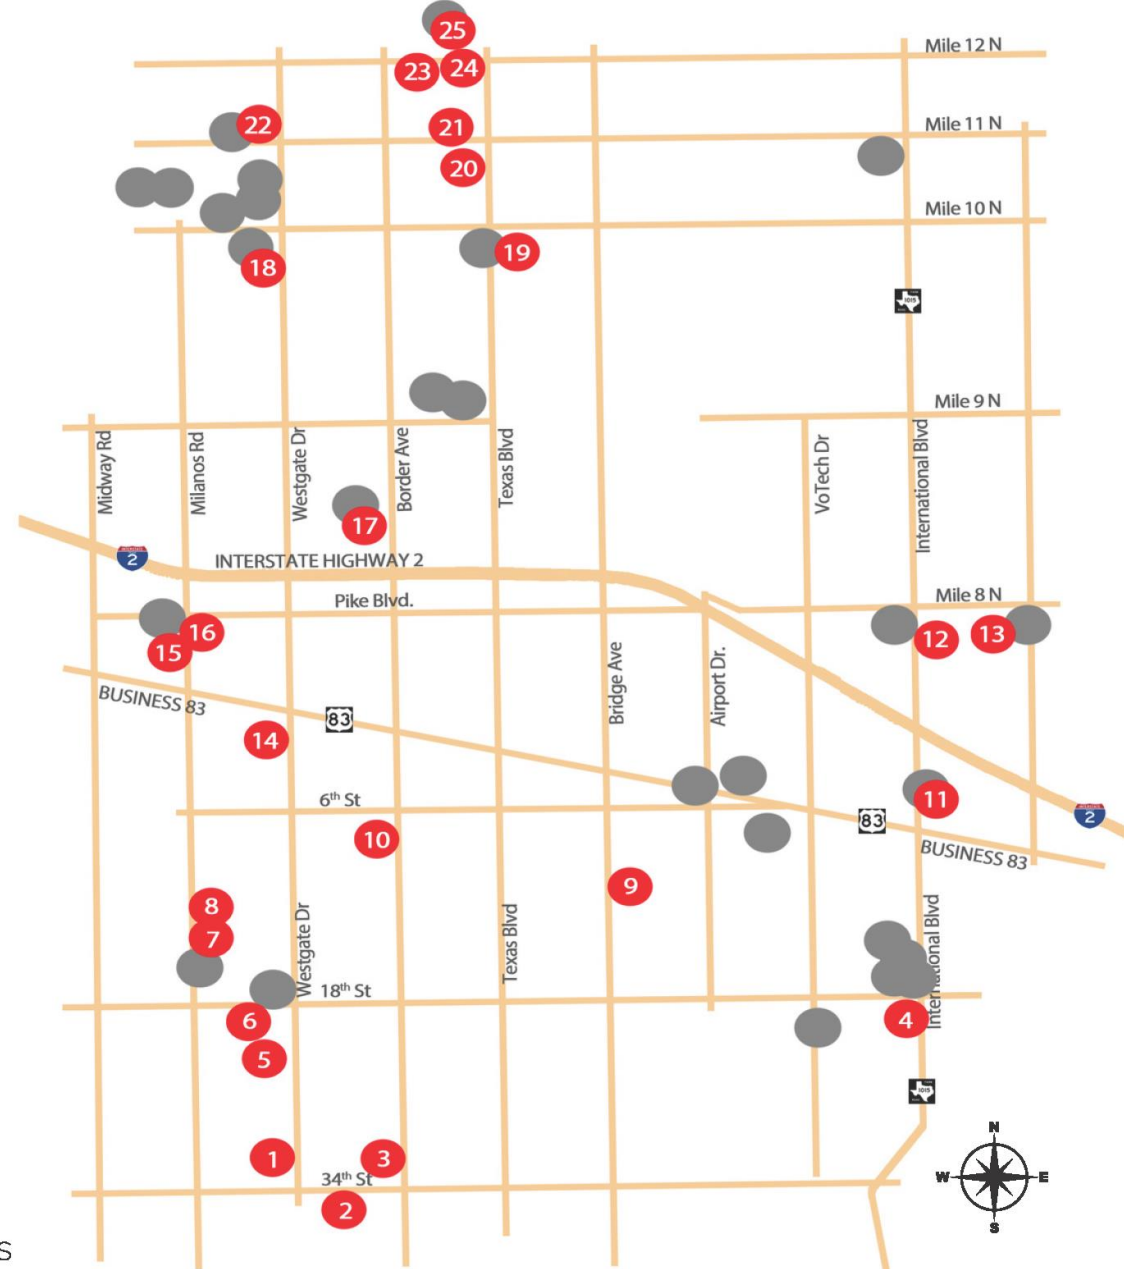 25
Mile 12 N
23
24
22
21
Mile 11 N
20
Mile 10 N
18
19
1015
Mile 9 N
Midway Rd
Milanos Rd
Westgate Dr
Border Ave
Texas Blvd
VoTech Dr
International Blvd
17
2
INTERSTATE HIGHWAY 2
Pike Blvd.
Mile 8 N
16
15
12
13
BUSINESS 83
83
14
Bridge Ave
Airport Dr.
6th St
11
10
83
2
BUSINESS 83
9
8
7
Westgate Dr
Texas Blvd
International Blvd
18th St
6
4
5
1015
1
3
34th St
2
N
W
E
S
S